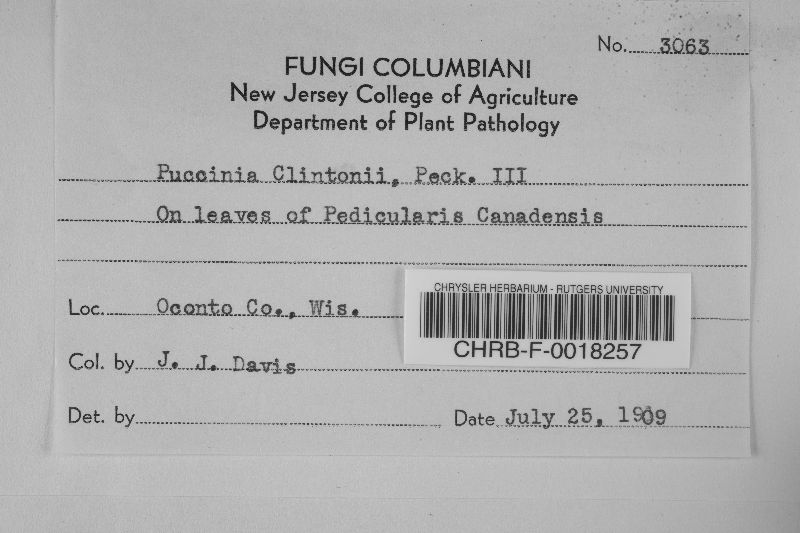 No. 3063
FUNGI COLUMBIANI
New Jersey College of Agriculture
Department of Plant Pathology
Puccinia Clintonii, Peck. III
On leaves of Pedicularis Canadensis
Loc. Oconto Co., Wis.
CHRYSLER HERBARIUM - RUTGERS UNIVERSITY
CHRB-F-0018257
Col. by J. J. Davis
Det. by
Date July 25, 1909